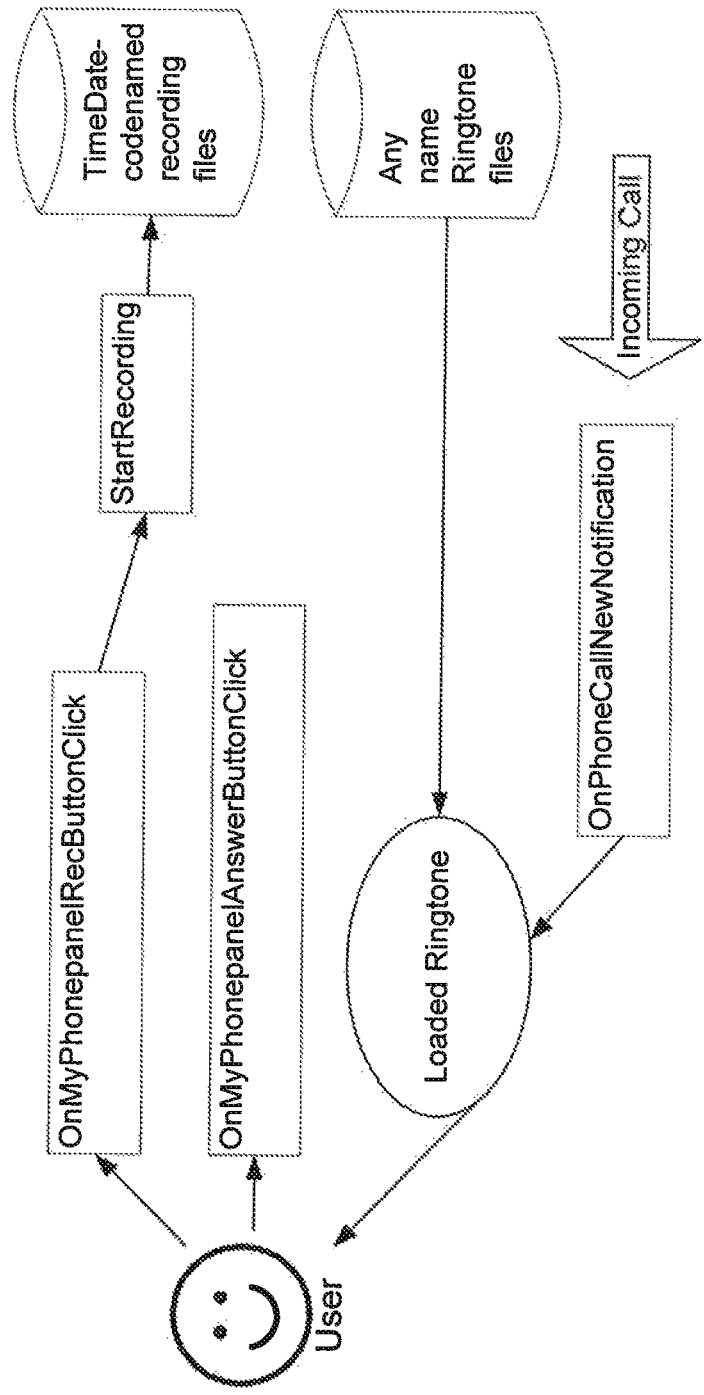 OnMyPhonepanelRecButtonClick
StartRecording
TimeDate-
codenamed
recording
files
OnMyPhonepanelAnswerButtonClick
User
Loaded Ringtone
Any
name
Ringtone
files
OnPhoneCallNewNotification
Incoming Call